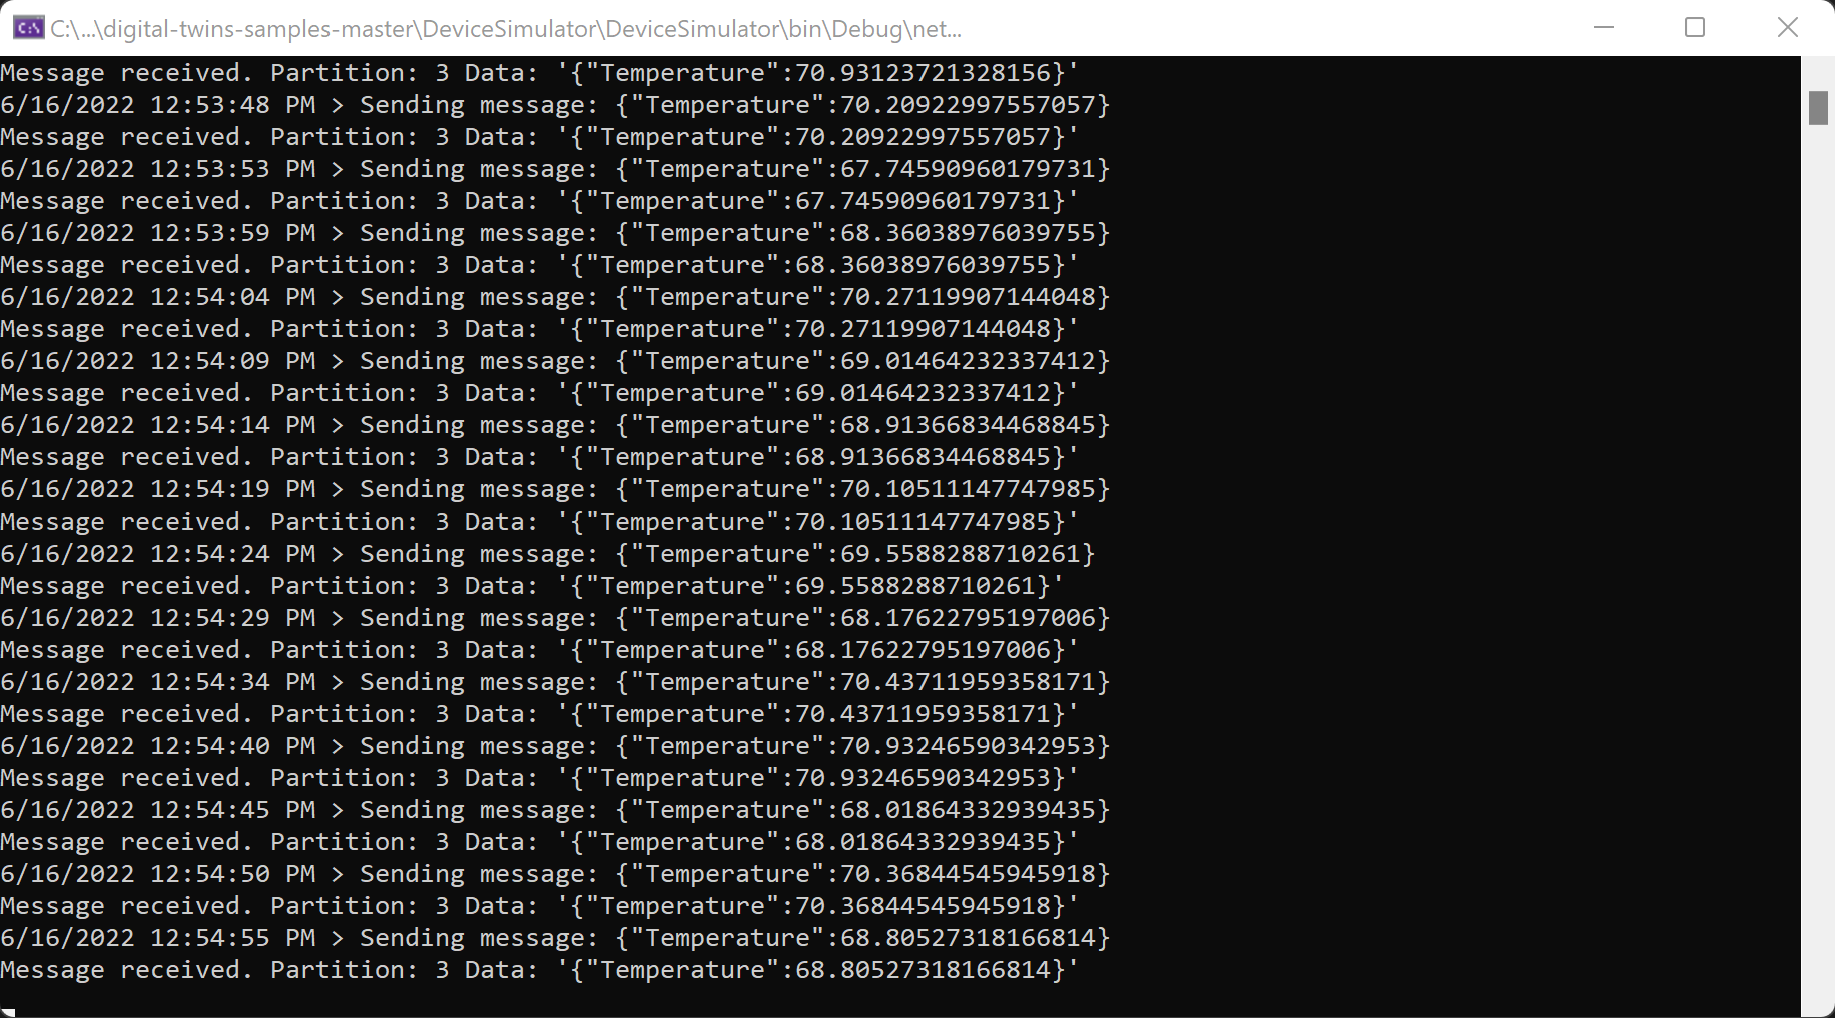 C:\...\digital-twins-samples-master\DeviceSimulator\DeviceSimulator\bin\Debug\net...
Message received. Partition: 3 Data: '{"Temperature":70.93123721328156}'
6/16/2022 12:53:48 PM > Sending message: {"Temperature":70.20922997557057}
Message received. Partition: 3 Data: '{"Temperature":70.20922997557057}'
6/16/2022 12:53:53 PM > Sending message: {"Temperature":67.74590960179731}
Message received. Partition: 3 Data: '{"Temperature":67.74590960179731}'
6/16/2022 12:53:59 PM > Sending message: {"Temperature":68.36038976039755}
Message received. Partition: 3 Data: '{"Temperature":68.36038976039755}'
6/16/2022 12:54:04 PM > Sending message: {"Temperature":70.27119907144048}
Message received. Partition: 3 Data: '{"Temperature":70.27119907144048}'
6/16/2022 12:54:09 PM > Sending message: {"Temperature":69.01464232337412}
Message received. Partition: 3 Data: '{"Temperature":69.01464232337412}'
6/16/2022 12:54:14 PM > Sending message: {"Temperature":68.91366834468845}
Message received. Partition: 3 Data: '{"Temperature":68.91366834468845}'
6/16/2022 12:54:19 PM > Sending message: {"Temperature":70.10511147747985}
Message received. Partition: 3 Data: '{"Temperature":70.10511147747985}'
6/16/2022 12:54:24 PM > Sending message: {"Temperature":69.5588288710261}
Message received. Partition: 3 Data: '{"Temperature":69.5588288710261}'
6/16/2022 12:54:29 PM > Sending message: {"Temperature":68.17622795197006}
Message received. Partition: 3 Data: '{"Temperature":68.17622795197006}'
6/16/2022 12:54:34 PM > Sending message: {"Temperature":70.43711959358171}
Message received. Partition: 3 Data: '{"Temperature":70.43711959358171}'
6/16/2022 12:54:40 PM > Sending message: {"Temperature":70.93246590342953}
Message received. Partition: 3 Data: '{"Temperature":70.93246590342953}'
6/16/2022 12:54:45 PM > Sending message: {"Temperature":68.01864332939435}
Message received. Partition: 3 Data: '{"Temperature":68.01864332939435}'
6/16/2022 12:54:50 PM > Sending message: {"Temperature":70.36844545945918}
Message received. Partition: 3 Data: '{"Temperature":70.36844545945918}'
6/16/2022 12:54:55 PM > Sending message: {"Temperature":68.80527318166814}
Message received. Partition: 3 Data: '{"Temperature":68.80527318166814}'